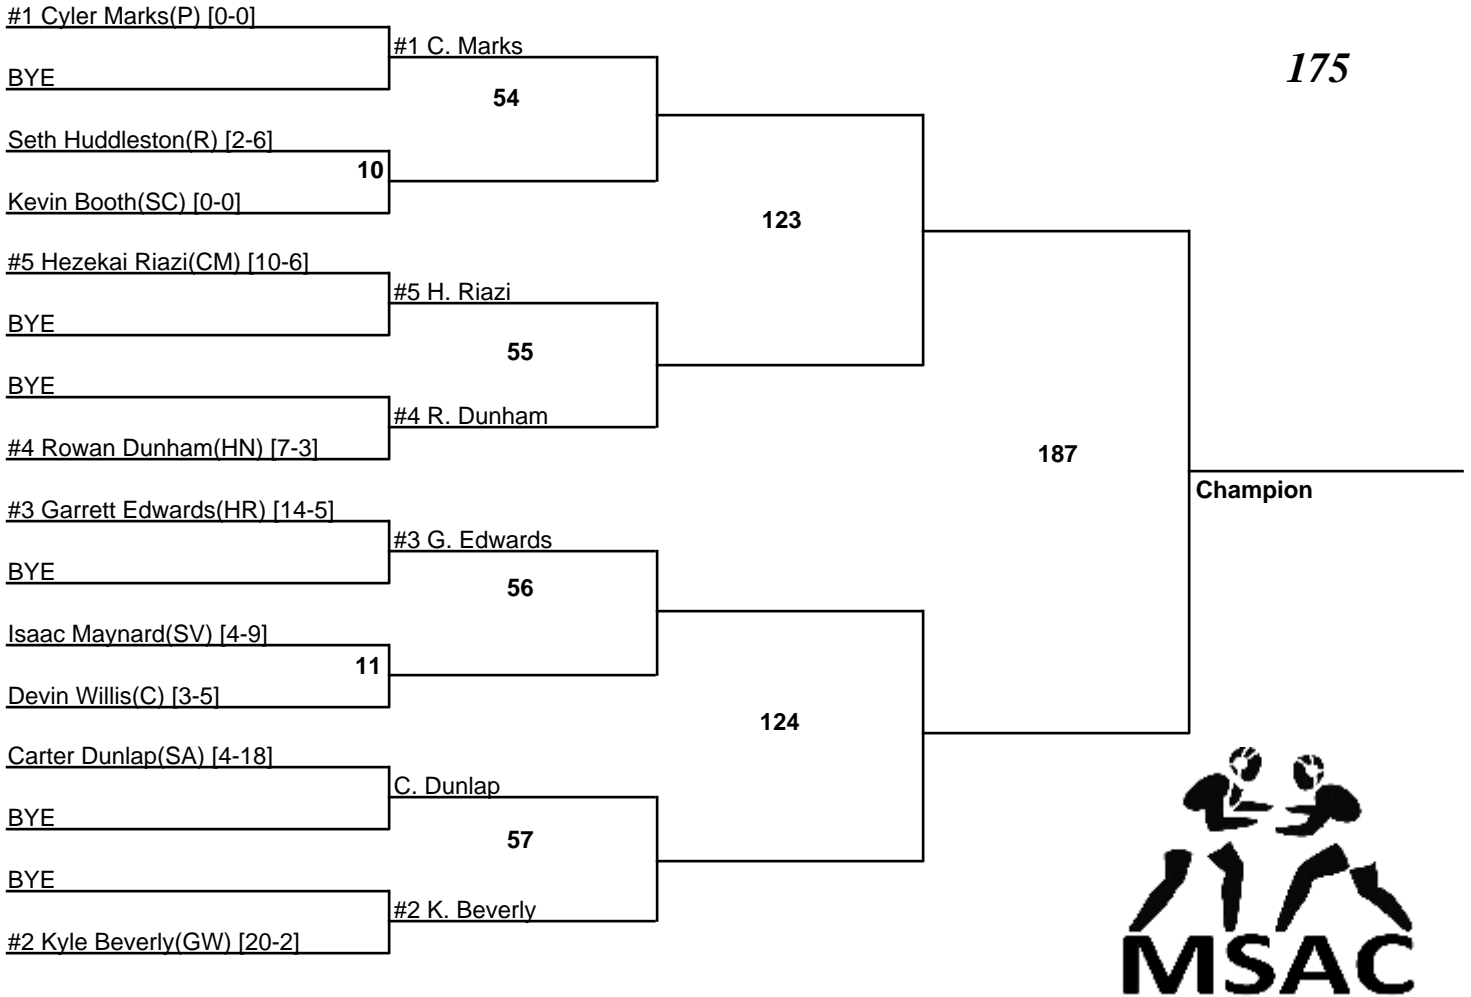 #1 Cyler Marks(P) [0-0]
#1 C. Marks
175
BYE
54
Seth Huddleston(R) [2-6]
10
Kevin Booth(SC) [0-0]
123
#5 Hezekai Riazi(CM) [10-6]
#5 H. Riazi
BYE
55
BYE
#4 R. Dunham
#4 Rowan Dunham(HN) [7-3]
187
Champion
#3 Garrett Edwards(HR) [14-5]
#3 G. Edwards
BYE
56
Isaac Maynard(SV) [4-9]
11
Devin Willis(C) [3-5]
124
Carter Dunlap(SA) [4-18]
C. Dunlap
BYE
57
BYE
#2 K. Beverly
#2 Kyle Beverly(GW) [20-2]
MSAC